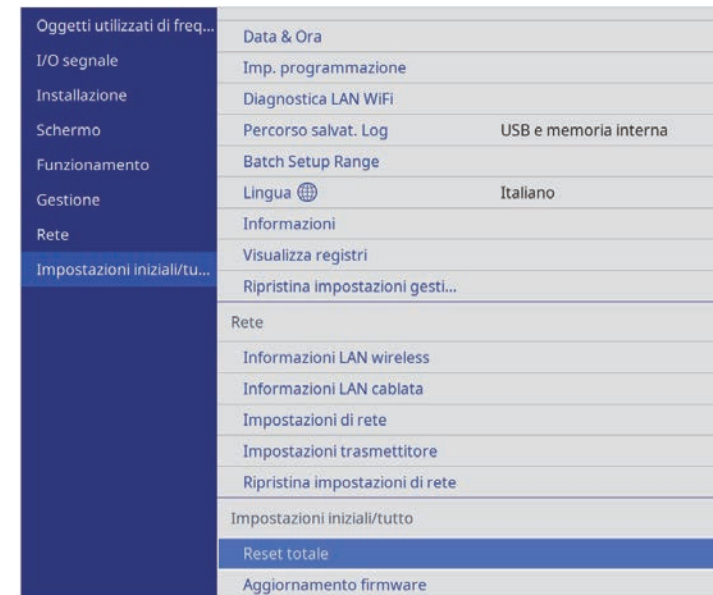 Oggetti utilizzati di freq...
I/O segnale
Installazione
Schermo
Funzionamento
Gestione
Rete
Impostazioni iniziali/tu...
Data & Ora
Imp. programmazione
Diagnostica LAN WiFi
Percorso salvat. Log USB e memoria interna
Batch Setup Range
Lingua Italiano
Informazioni
Visualizza registri
Ripristina impostazioni gesti...
Rete
Informazioni LAN wireless
Informazioni LAN cablata
Impostazioni di rete
Impostazioni trasmettitore
Ripristina impostazioni di rete
Impostazioni iniziali/tutto
Reset totale
Aggiornamento firmware